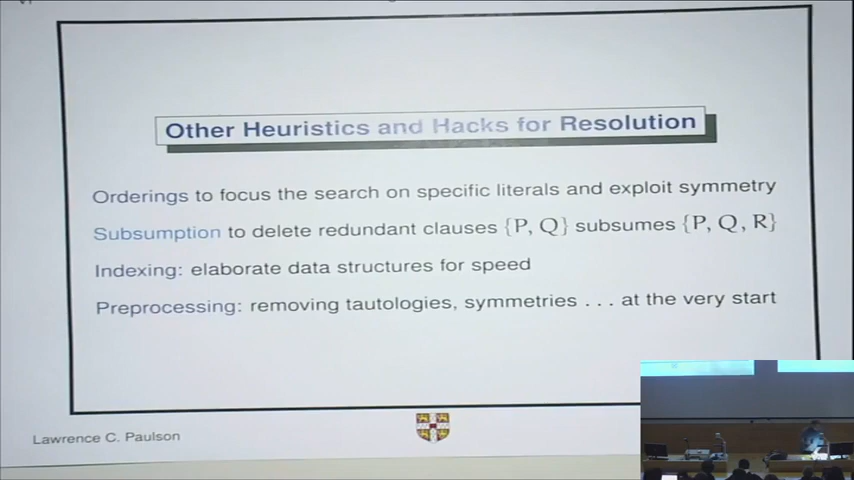 Other Heuristics and Hacks for Resolution
Orderings to focus the search on specific literals and exploit symmetry
Subsumption to delete redundant clauses {P, Q} subsumes {P, Q, R}
Indexing: elaborate data structures for speed
Preprocessing: removing tautologies, symmetries . . . at the very start
Lawrence C. Paulson